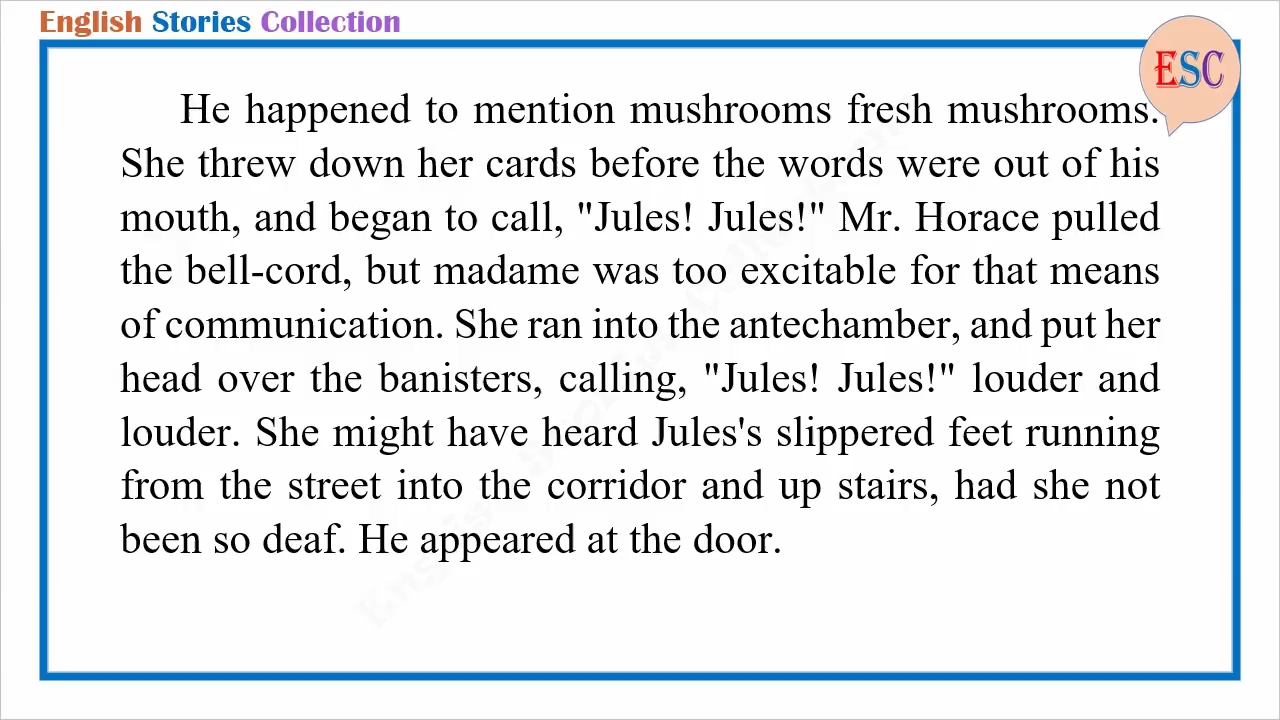 English Stories Collection
ESC
He happened to mention mushrooms fresh mushrooms.
She threw down her cards before the words were out of his
mouth, and began to call, "Jules! Jules!" Mr. Horace pulled
the bell-cord, but madame was too excitable for that means
of communication. She ran into the antechamber, and put her
head over the banisters, calling, "Jules! Jules!" louder and
louder. She might have heard Jules's slippered feet running
from the street into the corridor and up stairs, had she not
been so deaf. He appeared at the door.